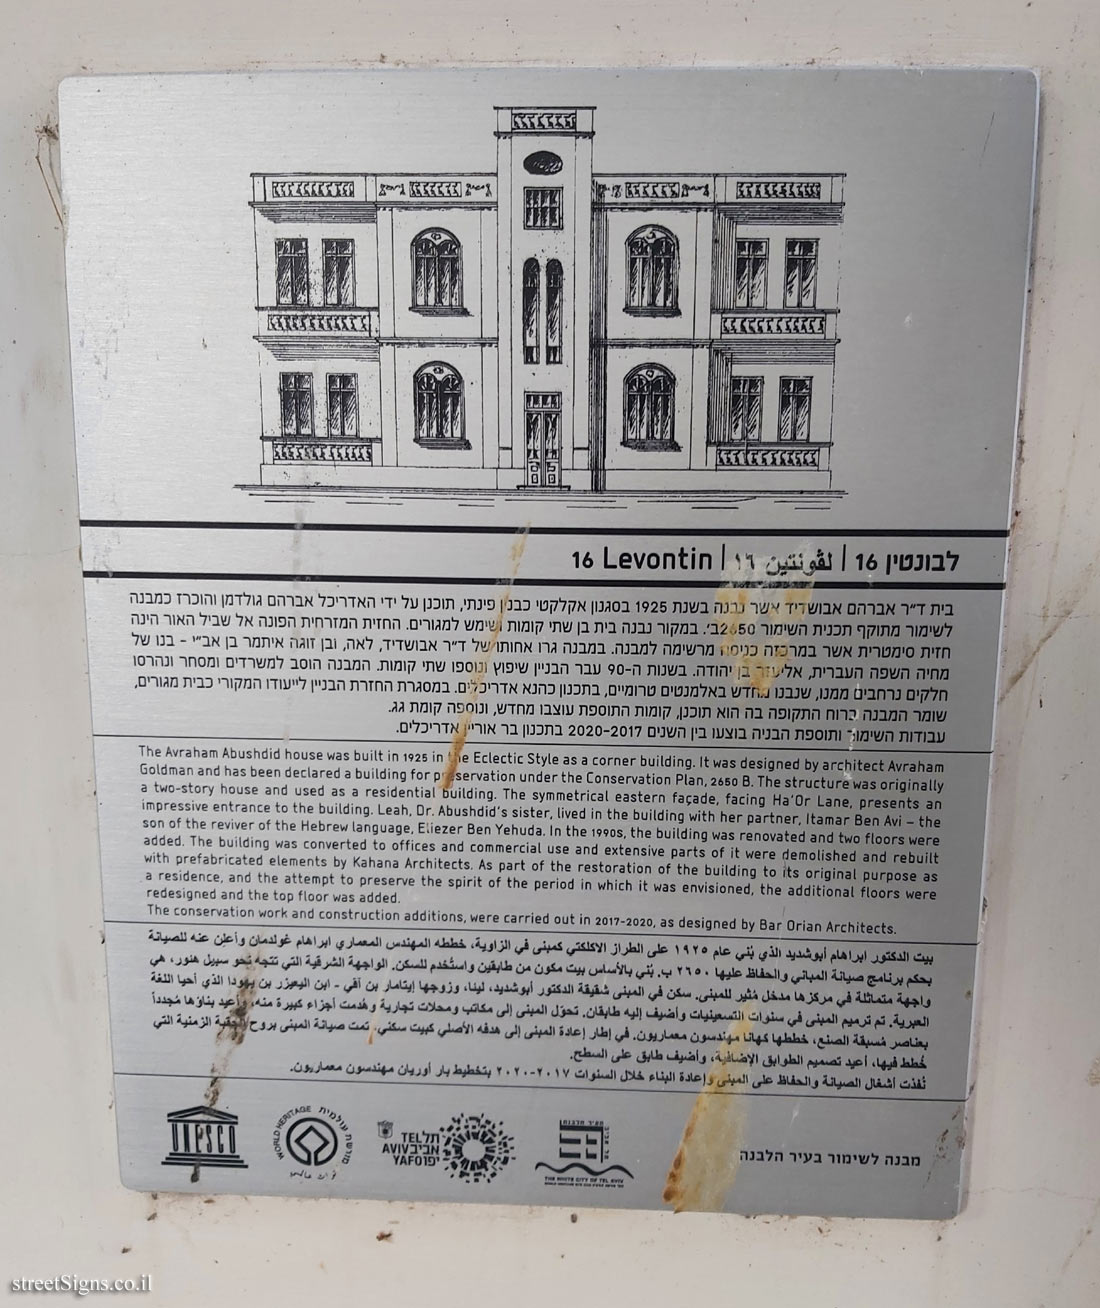 לבונטין 16 | لڤونتين ١٦ | 16 Levontin
בית ד"ר אברהם אבושדיד אשר נבנה בשנת 1925 בסגנון אקלקטי כבנין פינתי, תוכנן על ידי האדריכל אברהם גולדמן והוכרז כמבנה
לשימור מתוקף תכנית השימור 2650ב'. במקור נבנה בית בן שתי קומות ושימש למגורים. החזית המזרחית הפונה אל שביל האור הינה
חזית סימטרית אשר במרכזה כניסה מרשימה למבנה. במבנה גרו אחותו של ד"ר אבושדיד, לאה, ובן זוגה איתמר בן אב"י - בנו של
מחיה השפה העברית, אליעזר בן יהודה. בשנות ה-90 עבר הבניין שיפוץ ונוספו שתי קומות. המבנה הוסב למשרדים ומסחר ונהרסו
חלקים נרחבים ממנו, שנבנו מחדש באלמנטים טרומיים, בתכנון כהנא אדריכלים. במסגרת החזרת הבניין לייעודו המקורי כבית מגורים,
שומר המבנה ברוח התקופה בה הוא תוכנן, קומות התוספת עוצבו מחדש, ונוספה קומת גג.
עבודות השימור ותוספת הבניה בוצעו בין השנים 2020-2017 בתכנון בר אוריין אדריכלים.
The Avraham Abushdid house was built in 1925 in the Eclectic Style as a corner building. It was designed by architect Avraham
Goldman and has been declared a building for preservation under the Conservation Plan, 2650 B. The structure was originally
a two-story house and used as a residential building. The symmetrical eastern façade, facing Ha'Or Lane, presents an
impressive entrance to the building. Leah, Dr. Abushdid's sister, lived in the building with her partner, Itamar Ben Avi – the
son of the reviver of the Hebrew language, Eliezer Ben Yehuda. In the 1990s, the building was renovated and two floors were
added. The building was converted to offices and commercial use and extensive parts of it were demolished and rebuilt
with prefabricated elements by Kahana Architects. As part of the restoration of the building to its original purpose as
a residence, and the attempt to preserve the spirit of the period in which it was envisioned, the additional floors were
redesigned and the top floor was added.
The conservation work and construction additions, were carried out in 2017-2020, as designed by Bar Orian Architects.
بيت الدكتور ابراهام أبوشديد الذي بُني عام ١٩٢٥ على الطراز الاكلكتي كمبنى في الزاوية، خططه المهندس المعماري ابراهام غولدمان وأعلن عنه للصيانة
بحكم برنامج صيانة المباني والحفاظ عليها ٢٦٥٠ ب. بُني بالأساس بيت مكون من طابقين واستُخدم للسكن. الواجهة الشرقية التي تتجه نحو سبيل هنور، هي
واجهة متماثلة في مركزها مدخل مُثير للمبنى. سكن في المبنى شقيقة الدكتور أبوشديد، ليئا، وزوجها إيتامار بن آفي - ابن اليعيزر بن يهودا الذي أحيا اللغة
العبرية. تم ترميم المبنى في سنوات التسعينيات وأضيف إليه طابقان. تحوّل المبنى إلى مكاتب ومحلات تجارية وهُدمت أجزاء كبيرة منه، وأعيد بناؤها مُجدداً
بعناصر مُسبقة الصنع، خططها كهانا مهندسون معماريون. في إطار إعادة المبنى إلى هدفه الأصلي كبيت سكني، تمت صيانة المبنى بروح الحقبة الزمنية التي
خُطط فيها، أعيد تصميم الطوابق الإضافية، وأضيف طابق على السطح.
نُفذت أشغال الصيانة والحفاظ على المبنى وإعادة البناء خلال السنوات ٢٠١٧-٢٠٢٠ بتخطيط بار أوريان مهندسون معماريون.
UNESCO
WORLD HERITAGE מורשת עולמית
TEL תל
AVIV אביב
YAFO יפו
THE WHITE CITY OF TEL AVIV
מבנה לשימור בעיר הלבנה
streetSigns.co.il